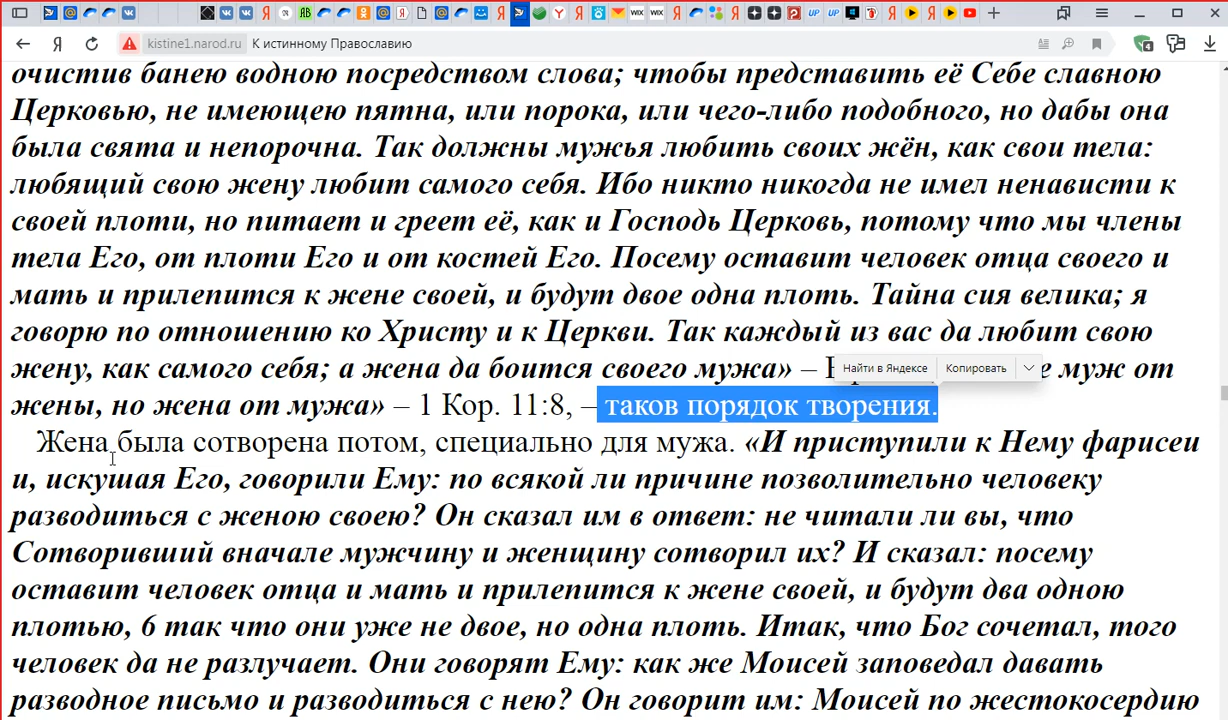 kistine1.narod.ru К истинному Православию
очистив банею водною посредством слова; чтобы представить её Себе славною
Церковью, не имеющею пятна, или порока, или чего-либо подобного, но дабы она
была свята и непорочна. Так должны мужья любить своих жён, как свои тела:
любящий свою жену любит самого себя. Ибо никто никогда не имел ненависти к
своей плоти, но питает и греет её, как и Господь Церковь, потому что мы члены
тела Его, от плоти Его и от костей Его. Посему оставит человек отца своего и
мать и прилепится к жене своей, и будут двое одна плоть. Тайна сия велика; я
говорю по отношению ко Христу и к Церкви. Так каждый из вас да любит свою
жену, как самого себя; а жена да боится своего мужа» – муж от
Найти в Яндексе Копировать
жены, но жена от мужа» – 1 Кор. 11:8, – таков порядок творения.
Жена была сотворена потом, специально для мужа. «И приступили к Нему фарисеи
и, искушая Его, говорили Ему: по всякой ли причине позволительно человеку
разводиться с женою своею? Он сказал им в ответ: не читали ли вы, что
Сотворивший вначале мужчину и женщину сотворил их? И сказал: посему
оставит человек отца и мать и прилепится к жене своей, и будут два одною
плотью, 6 так что они уже не двое, но одна плоть. Итак, что Бог сочетал, того
человек да не разлучает. Они говорят Ему: как же Моисей заповедал давать
разводное письмо и разводиться с нею? Он говорит им: Моисей по жестокосердию